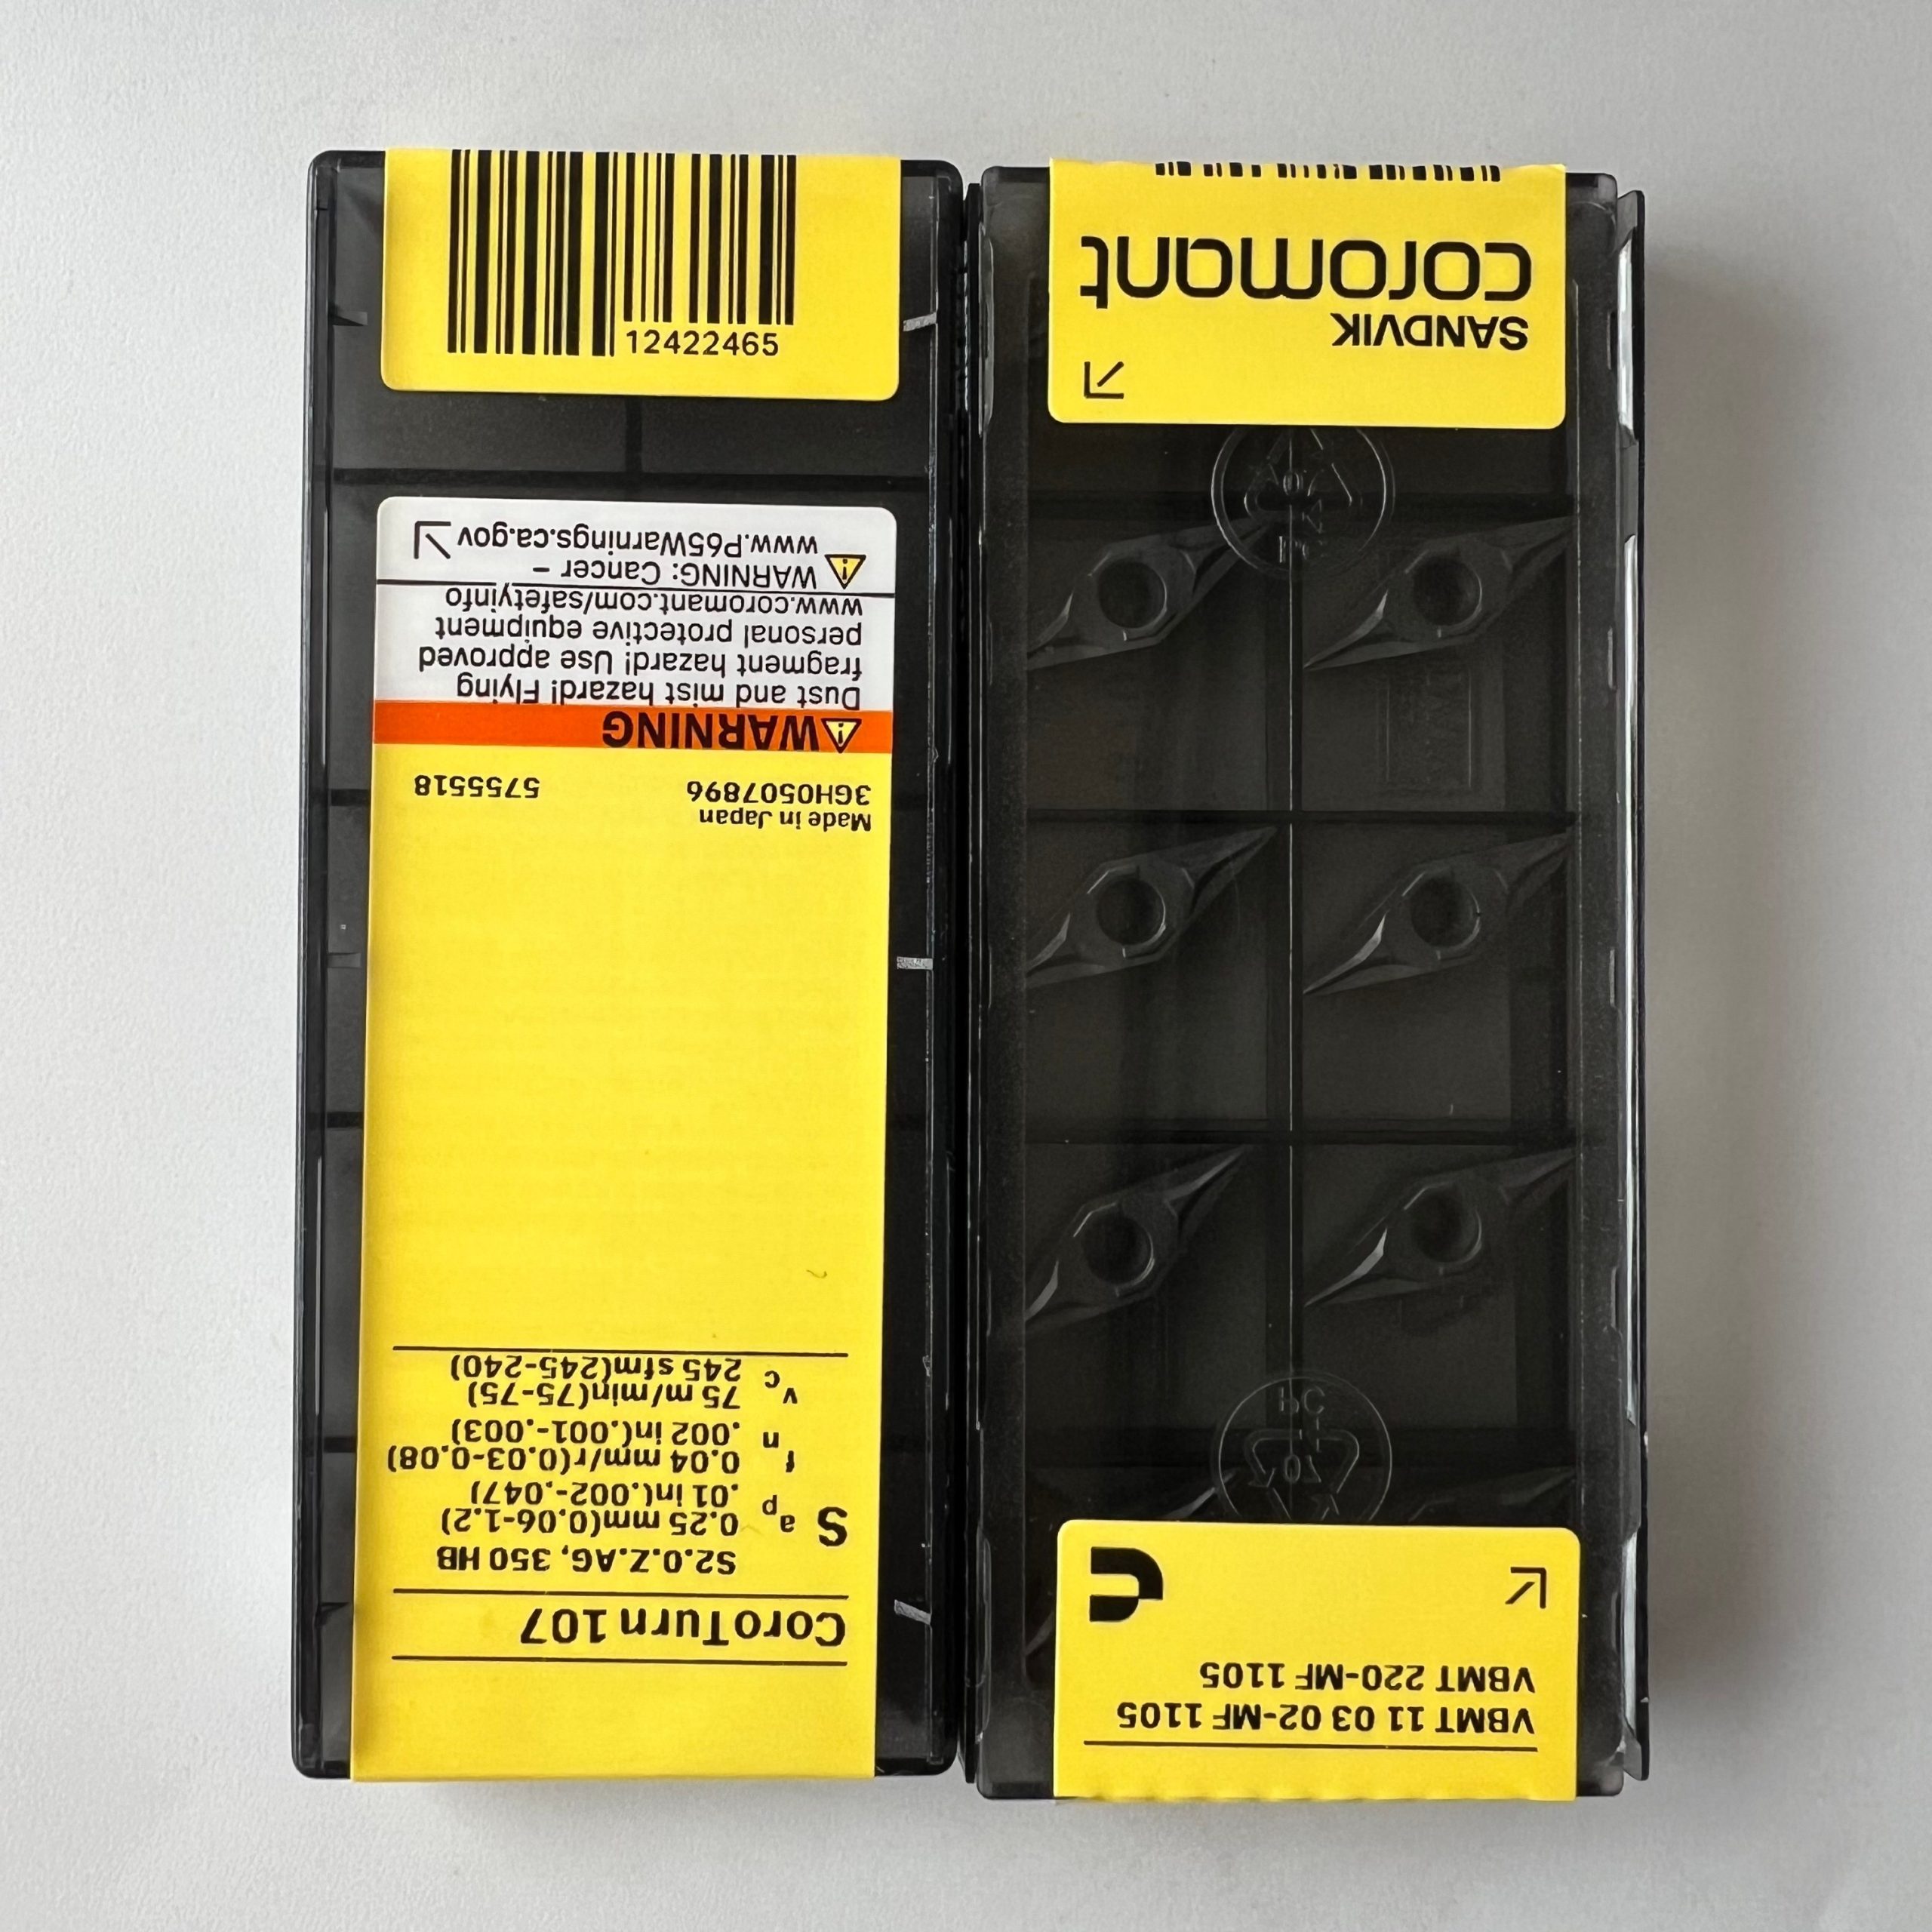 12422465
CoroTurn 107
S2.0.Z.AG, 350 HB
S ap 0.25 mm(0.06-1.2)
.01 in(.002-.047)
fn 0.04 mm/r(0.03-0.08)
.002 in(.001-.003)
vc 75 m/min(75-75)
245 sfm(245-240)
Made in Japan
3GH0507896 5755518
WARNING
Dust and mist hazard! Flying
fragment hazard! Use approved
personal protective equipment
www.coromant.com/safetyinfo
WARNING: Cancer –
www.P65Warnings.ca.gov
VBMT 11 03 02-MF 1105
VBMT 220-MF 1105
PC
07
SANDVIK
coromant